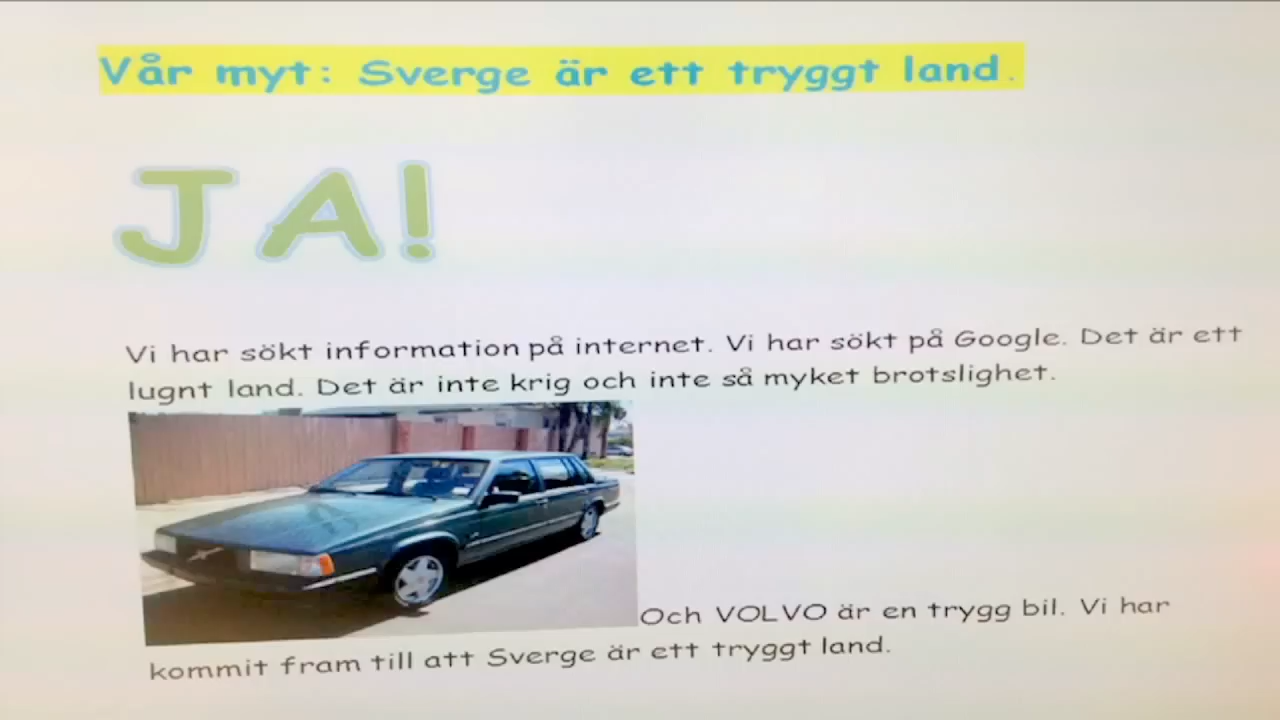 Vår myt: Sverge är ett tryggt land.
JA!
Vi har sökt information på internet. Vi har sökt på Google. Det är ett
lugnt land. Det är inte krig och inte så myket brotslighet.
Och VOLVO är en trygg bil. Vi har
kommit fram till att Sverge är ett tryggt land.